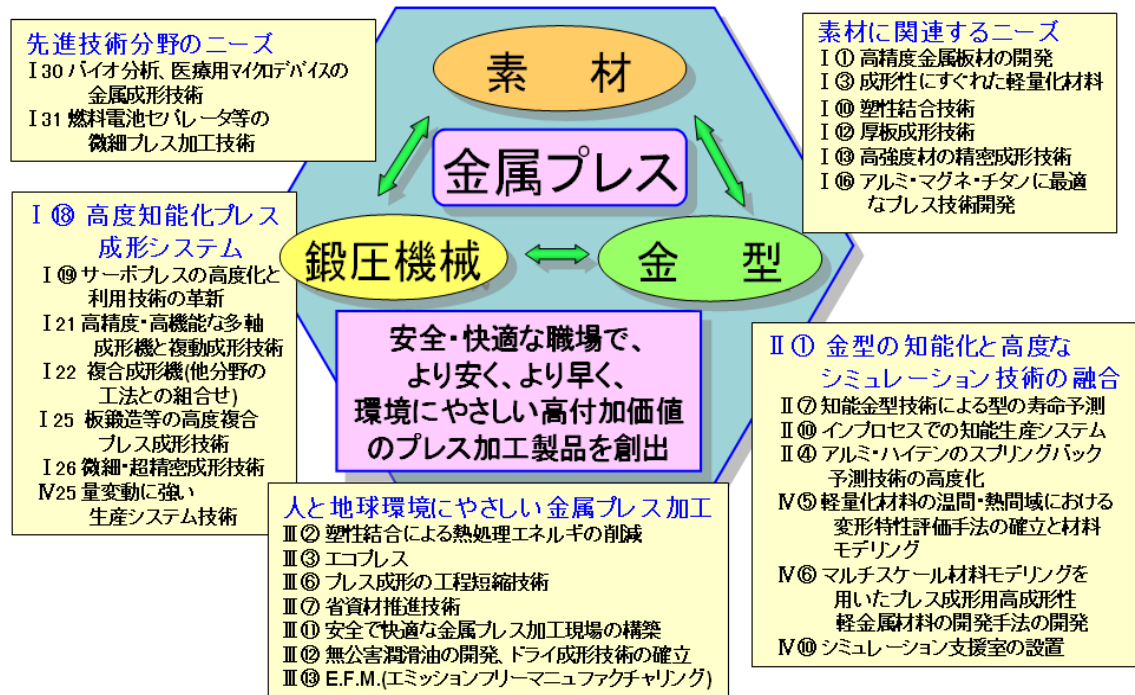 先進技術分野のニーズ
Ⅰ30 バイオ分析、医療用マイクロデバイスの
金属成形技術
Ⅰ31 燃料電池セパレータ等の
微細プレス加工技術
素　材
金属プレス
鍛圧機械
金　型
素材に関連するニーズ
Ⅰ① 高精度金属板材の開発
Ⅰ③ 成形性にすぐれた軽量化材料
Ⅰ⑩ 塑性結合技術
Ⅰ⑫ 厚板成形技術
Ⅰ⑬ 高強度材の精密成形技術
Ⅰ⑯ アルミ・マグネ・チタンに最適
なプレス技術開発
Ⅰ⑱ 高度知能化プレス
成形システム
Ⅰ⑲ サーボプレスの高度化と
利用技術の革新
Ⅰ21 高精度・高機能な多軸
成形機と複動成形技術
Ⅰ22 複合成形機(他分野の
工法との組合せ)
Ⅰ25 板鍛造等の高度複合
プレス成形技術
Ⅰ26 微細・超精密成形技術
Ⅳ25 量変動に強い
生産システム技術
安全・快適な職場で、
より安く、より早く、
環境にやさしい高付加価値
のプレス加工製品を創出
Ⅱ① 金型の知能化と高度な
シミュレーション技術の融合
Ⅱ⑦ 知能金型技術による型の寿命予測
Ⅱ⑩ インプロセスでの知能生産システム
Ⅱ④ アルミ・ハイテンのスプリングバック
予測技術の高度化
Ⅳ⑤ 軽量化材料の温間・熱間域における
変形特性評価手法の確立と材料
モデリング
Ⅳ⑥ マルチスケール材料モデリングを
用いたプレス成形用高成形性
軽金属材料の開発手法の開発
Ⅳ⑩ シミュレーション支援室の設置
人と地球環境にやさしい金属プレス加工
Ⅲ② 塑性結合による熱処理エネルギの削減
Ⅲ③ エコプレス
Ⅲ⑥ プレス成形の工程短縮技術
Ⅲ⑦ 省資材推進技術
Ⅲ⑪ 安全で快適な金属プレス加工現場の構築
Ⅲ⑫ 無公害潤滑油の開発、ドライ成形技術の確立
Ⅲ⑬ E.F.M.(エミッションフリーマニュファクチャリング)